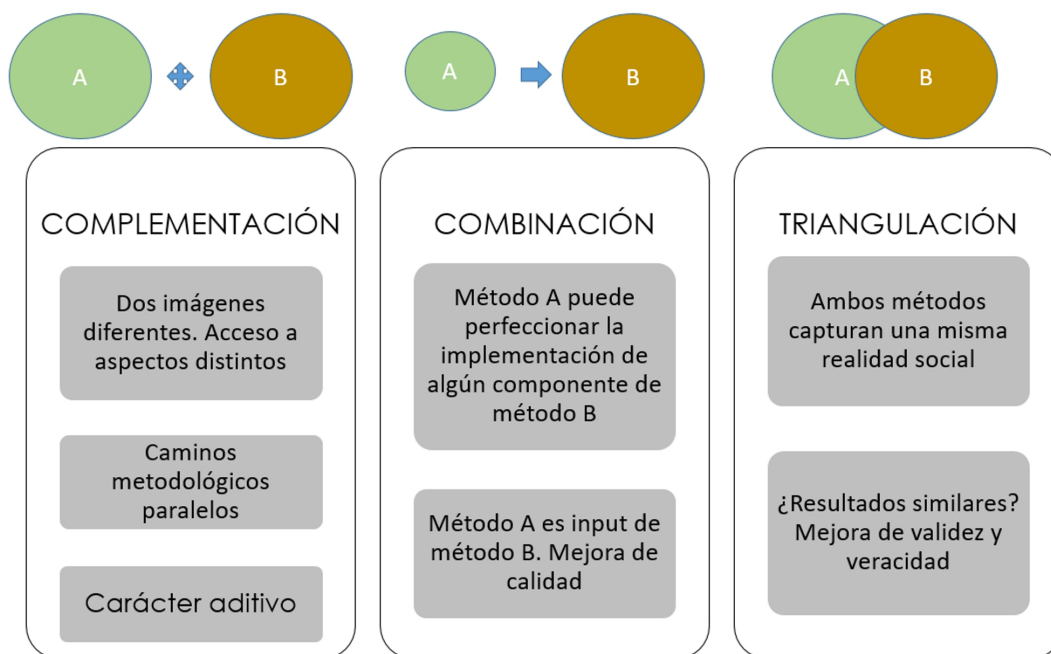 A
B
A
B
A
B
COMPLEMENTACIÓN
Dos imágenes
diferentes. Acceso a
aspectos distintos
Caminos
metodológicos
paralelos
Carácter aditivo
COMBINACIÓN
Método A puede
perfeccionar la
implementación de
algún componente de
método B
Método A es input de
método B. Mejora de
calidad
TRIANGULACIÓN
Ambos métodos
capturan una misma
realidad social
¿Resultados similares?
Mejora de validez y
veracidad